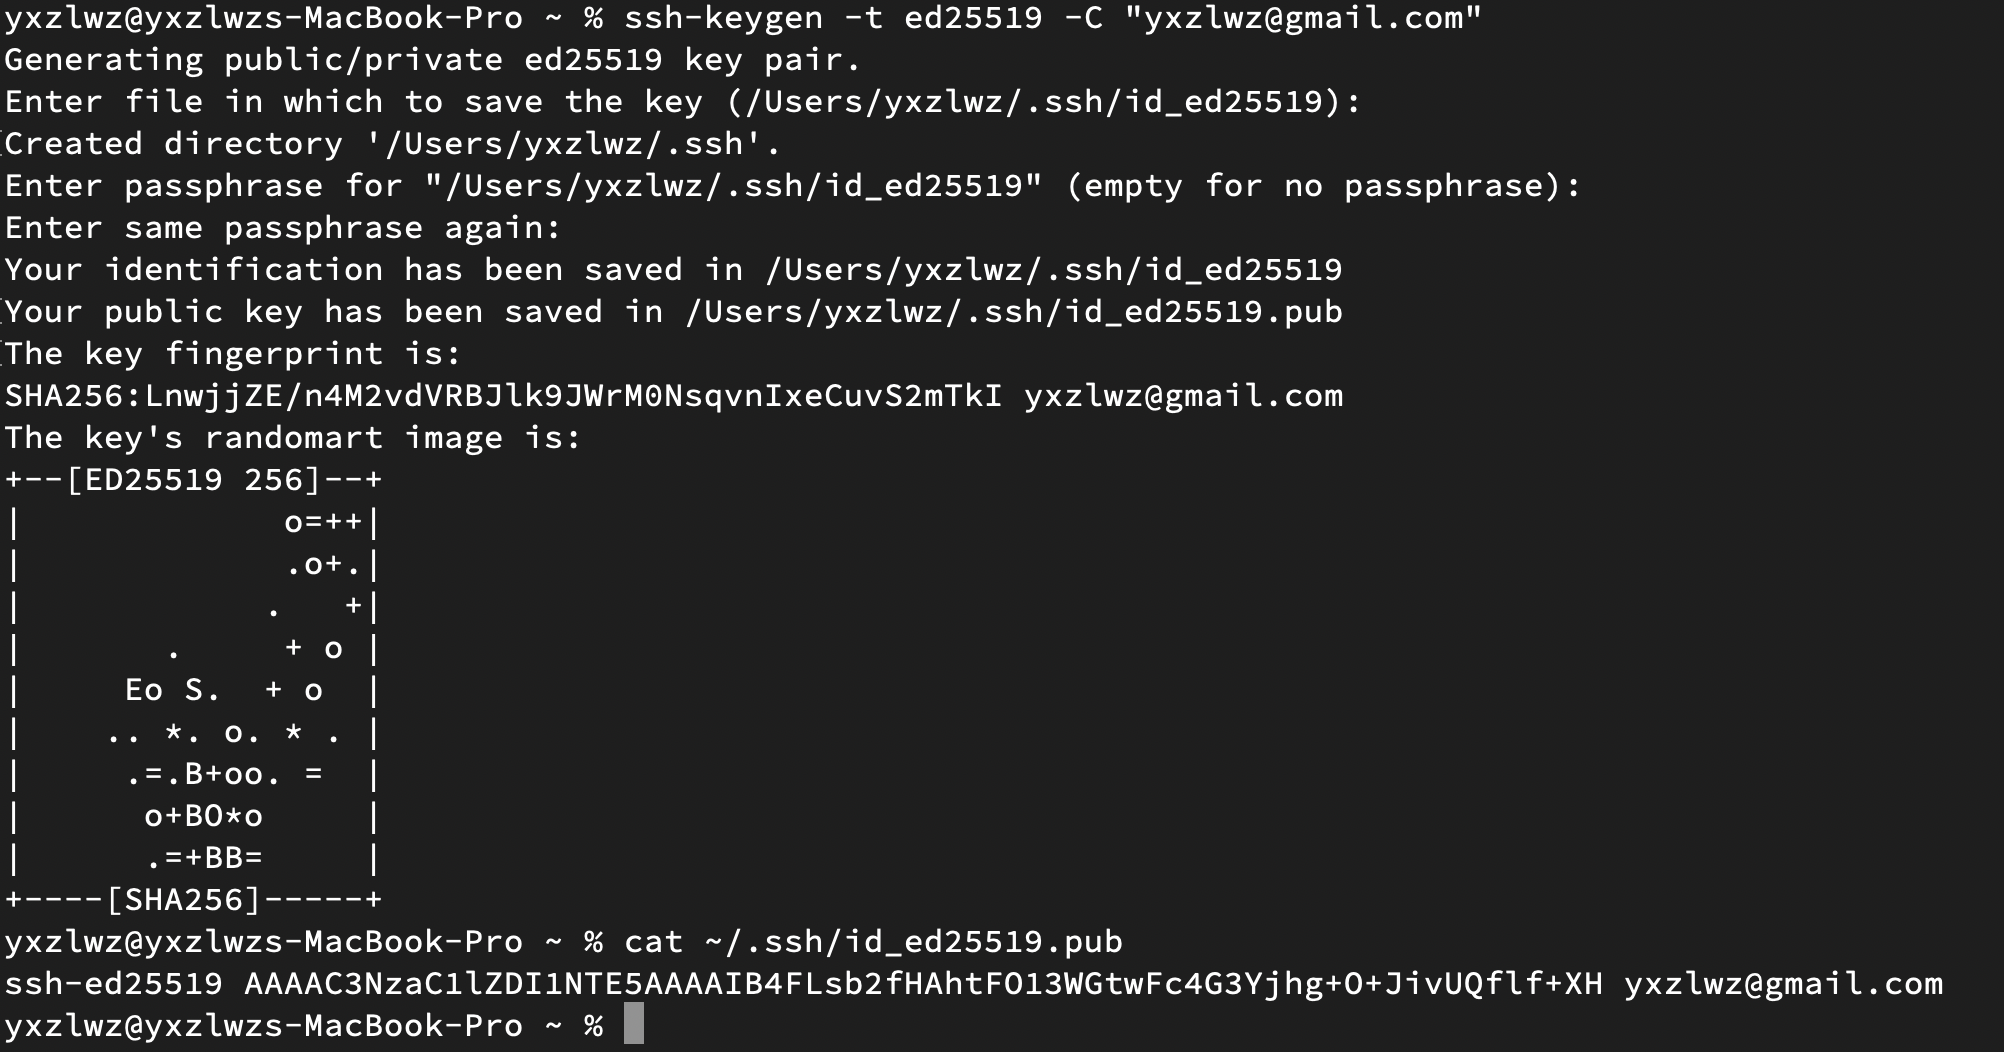 yxzlwz@yxzlwzs-MacBook-Pro ~ % ssh-keygen -t ed25519 -C "yxzlwz@gmail.com"
Generating public/private ed25519 key pair.
Enter file in which to save the key (/Users/yxzlwz/.ssh/id_ed25519):
Created directory '/Users/yxzlwz/.ssh'.
Enter passphrase for "/Users/yxzlwz/.ssh/id_ed25519" (empty for no passphrase):
Enter same passphrase again:
Your identification has been saved in /Users/yxzlwz/.ssh/id_ed25519
Your public key has been saved in /Users/yxzlwz/.ssh/id_ed25519.pub
The key fingerprint is:
SHA256:LnwjjZE/n4M2vdVRBJlk9JWrM0NsqvnIxeCuvS2mTkI yxzlwz@gmail.com
The key's randomart image is:
+--[ED25519 256]--+
|             o=++|
|             .o+.|
|            .   +|
|       .     + o |
|     Eo S.  + o  |
|    .. *. o. * . |
|     .=.B+oo. =  |
|      o+BO*o     |
|      .=+BB=     |
+----[SHA256]-----+
yxzlwz@yxzlwzs-MacBook-Pro ~ % cat ~/.ssh/id_ed25519.pub
ssh-ed25519 AAAAC3NzaC1lZDI1NTE5AAAAIB4FLsb2fHAhtFO13WGtwFc4G3Yjhg+O+JivUQflf+XH yxzlwz@gmail.com
yxzlwz@yxzlwzs-MacBook-Pro ~ %